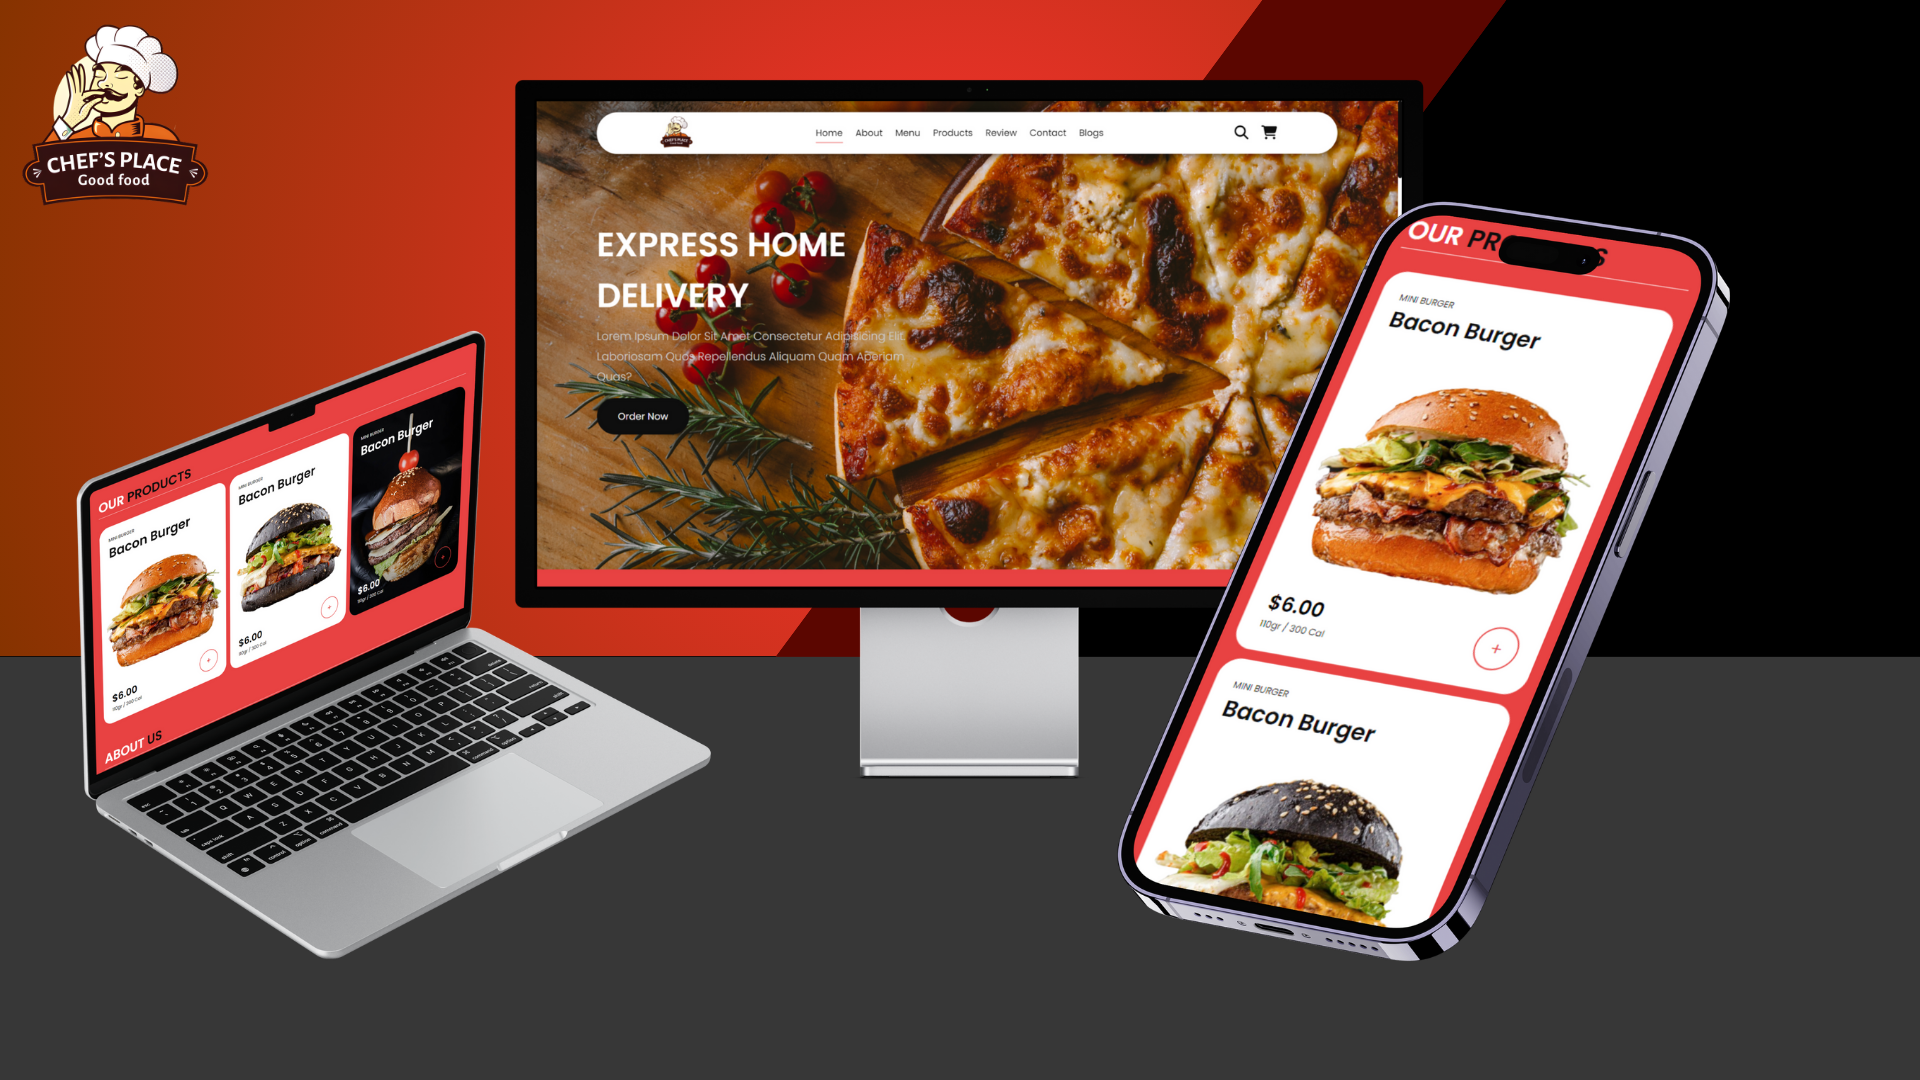 CHEF'S PLACE
Good food
CHEF'S PLACE
Home About Menu Products Review Contact Blogs
EXPRESS HOME
DELIVERY
Lorem Ipsum Dolor Sit Amet Consectetur Adipisicing Elit.
Laboriosam Quos Repellendus Aliquam Quam Aperiam
Quas?
Order Now
OUR PRODUCTS
MINI BURGER
Bacon Burger
$6.00
110gr / 300 Cal
+
MINI BURGER
Bacon Burger
$6.00
110gr / 300 Cal
+
MINI BURGER
Bacon Burger
$6.00
110gr / 300 Cal
+
ABOUT US
OUR PR S
MINI BURGER
Bacon Burger
$6.00
110gr / 300 Cal
+
MINI BURGER
Bacon Burger